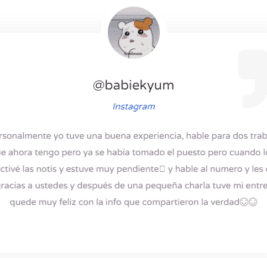 @babiekyum
Instagram
rsonalmente yo tuve una buena experiencia, hable para dos trab
e ahora tengo pero ya se había tomado el puesto pero cuando l
ctivé las notis y estuve muy pendiente y hable al numero y les
racias a ustedes y después de una pequeña charla tuve mi entre
quede muy feliz con la info que compartieron la verdad